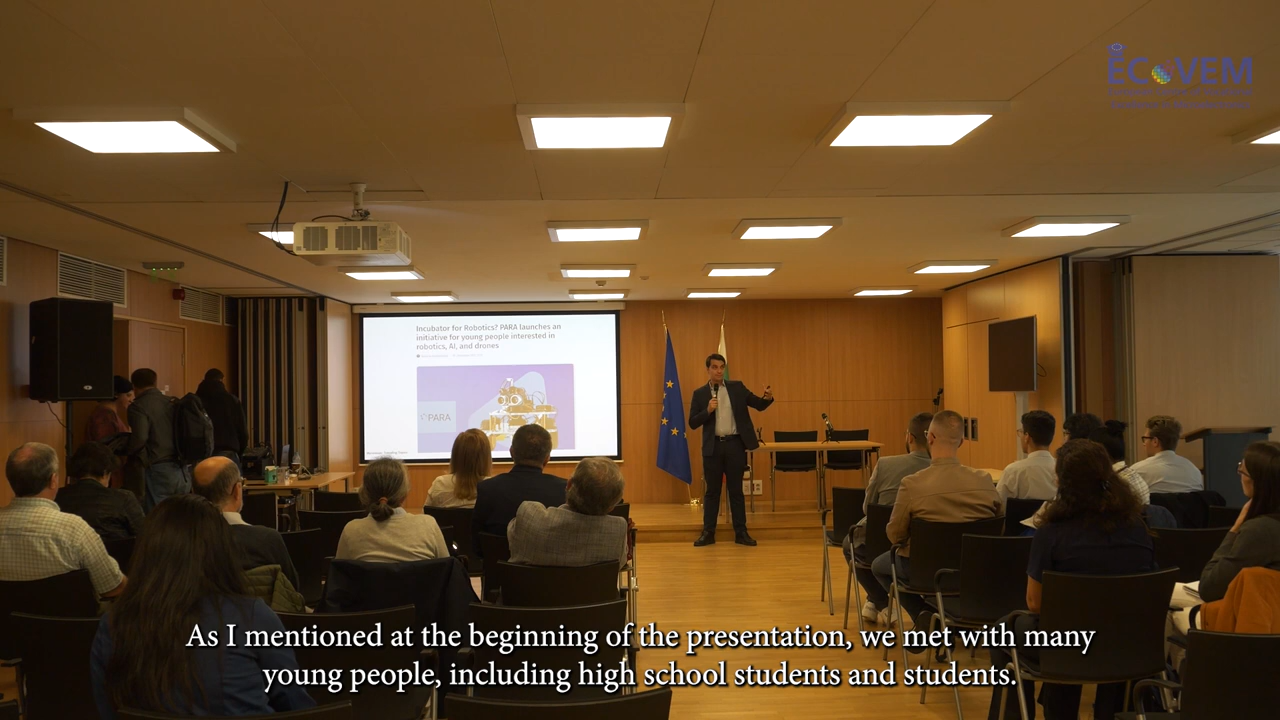 ECOVEM
Incubator for Robotics? PARA launches an
initiative for young people interested in
robotics, AI, and drones
PARA
As I mentioned at the beginning of the presentation, we met with many
young people, including high school students and students.